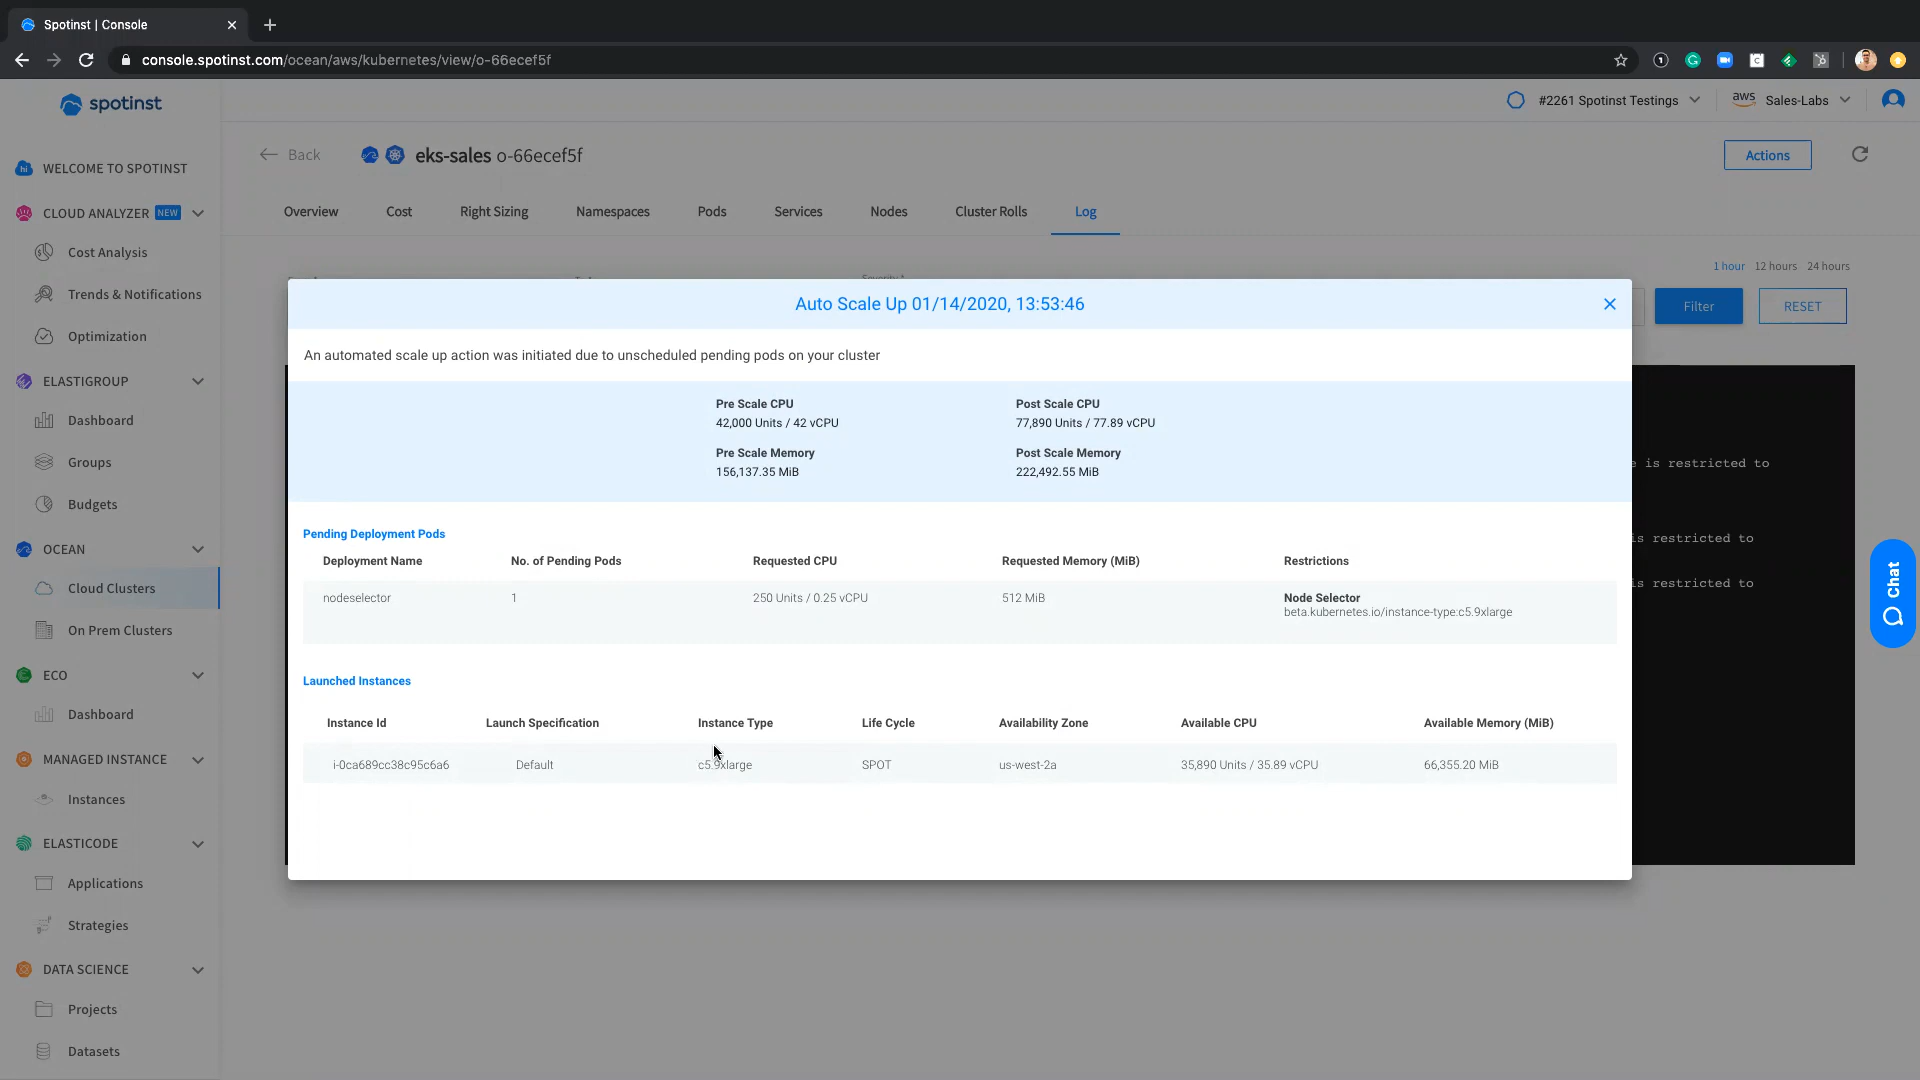 Spotinst | Console
console.spotinst.com/ocean/aws/kubernetes/view/o-66ecef5f
spotinst
#2261 Spotinst Testings
aws Sales-Labs
Back
eks-sales o-66ecef5f
Actions
hi WELCOME TO SPOTINST
CLOUD ANALYZER NEW
Cost Analysis
Trends & Notifications
Optimization
ELASTIGROUP
Dashboard
Groups
Budgets
OCEAN
Cloud Clusters
On Prem Clusters
ECO
Dashboard
MANAGED INSTANCE
Instances
ELASTICODE
Applications
Strategies
DATA SCIENCE
Projects
Datasets
Overview Cost Right Sizing Namespaces Pods Services Nodes Cluster Rolls Log
1 hour 12 hours 24 hours
Filter RESET
Auto Scale Up 01/14/2020, 13:53:46
An automated scale up action was initiated due to unscheduled pending pods on your cluster
Pre Scale CPU Post Scale CPU
42,000 Units / 42 vCPU 77,890 Units / 77.89 vCPU
Pre Scale Memory Post Scale Memory
156,137.35 MiB 222,492.55 MiB
Pending Deployment Pods
Deployment Name No. of Pending Pods Requested CPU Requested Memory (MiB) Restrictions
nodeselector 1 250 Units / 0.25 vCPU 512 MiB Node Selector
beta.kubernetes.io/instance-type:c5.9xlarge
Launched Instances
Instance Id Launch Specification Instance Type Life Cycle Availability Zone Available CPU Available Memory (MiB)
i-0ca689cc38c95c6a6 Default c5.9xlarge SPOT us-west-2a 35,890 Units / 35.89 vCPU 66,355.20 MiB
is restricted to
is restricted to
is restricted to
Chat